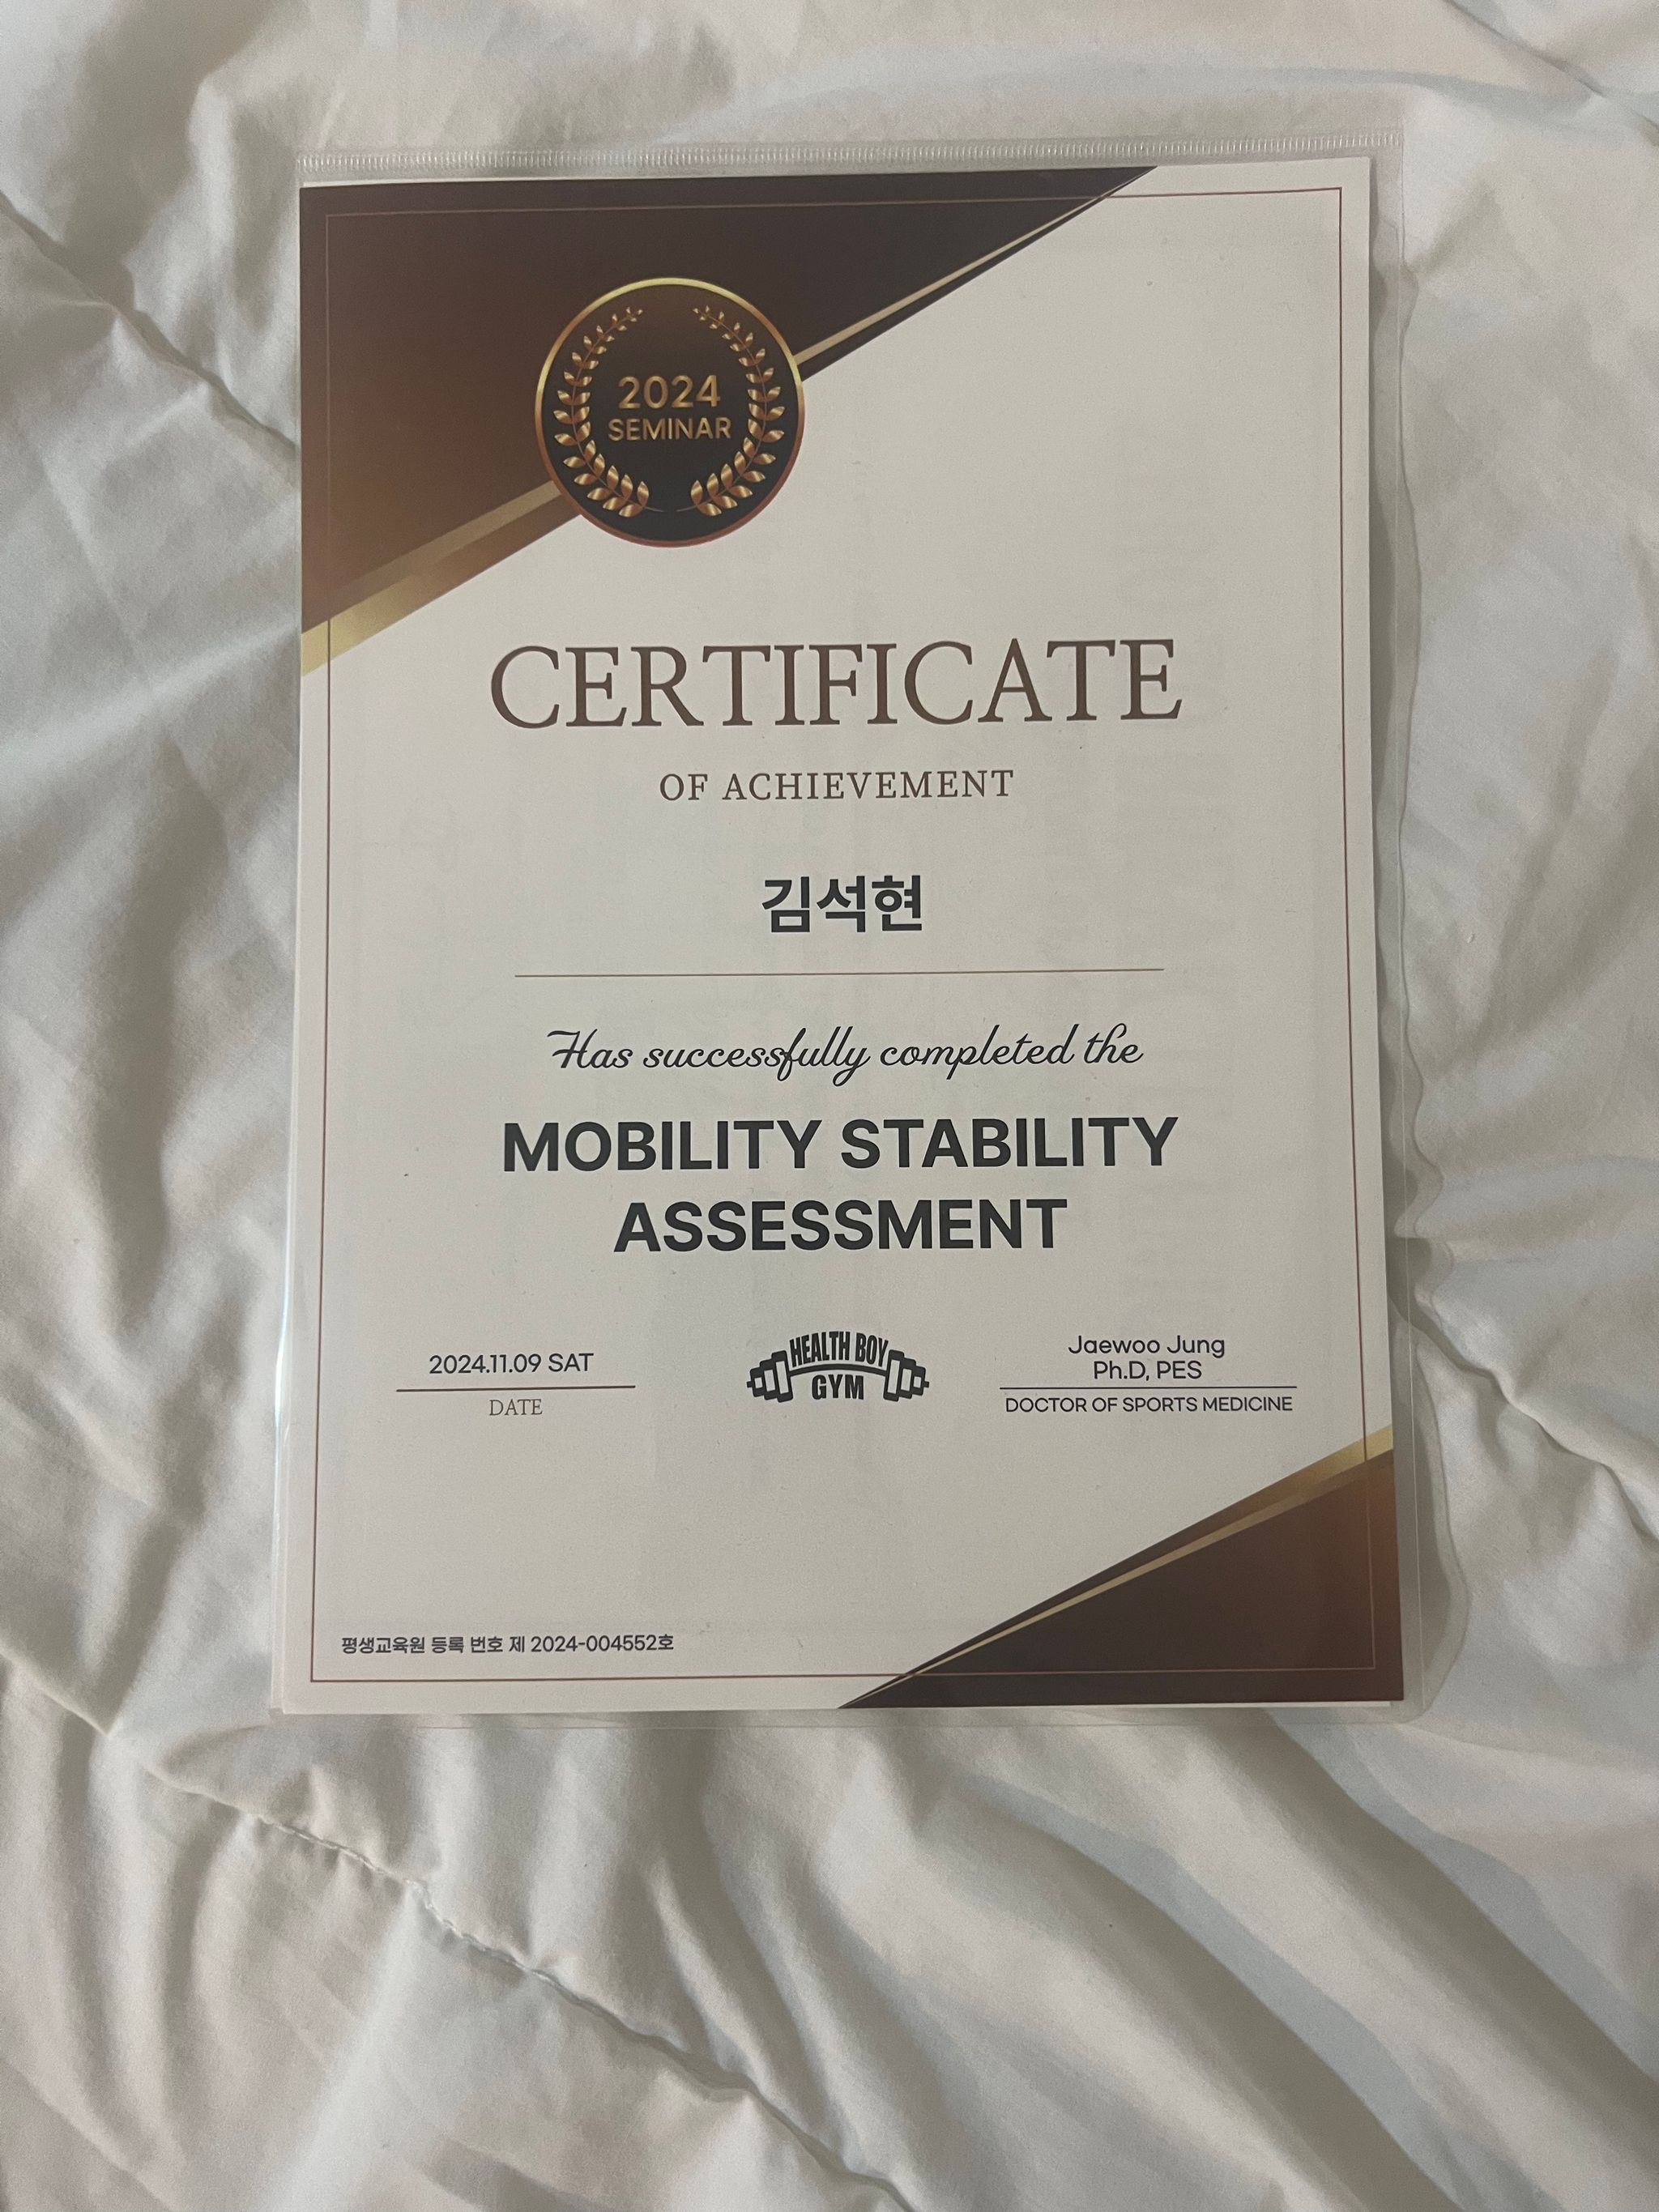 2024
SEMINAR
CERTIFICATE
OF ACHIEVEMENT
김석현
Has successfully completed the
MOBILITY STABILITY
ASSESSMENT
2024.11.09 SAT
DATE
HEALTH BOY
GYM
Jaewoo Jung
Ph.D, PES
DOCTOR OF SPORTS MEDICINE
평생교육원 등록 번호 제 2024-004552호